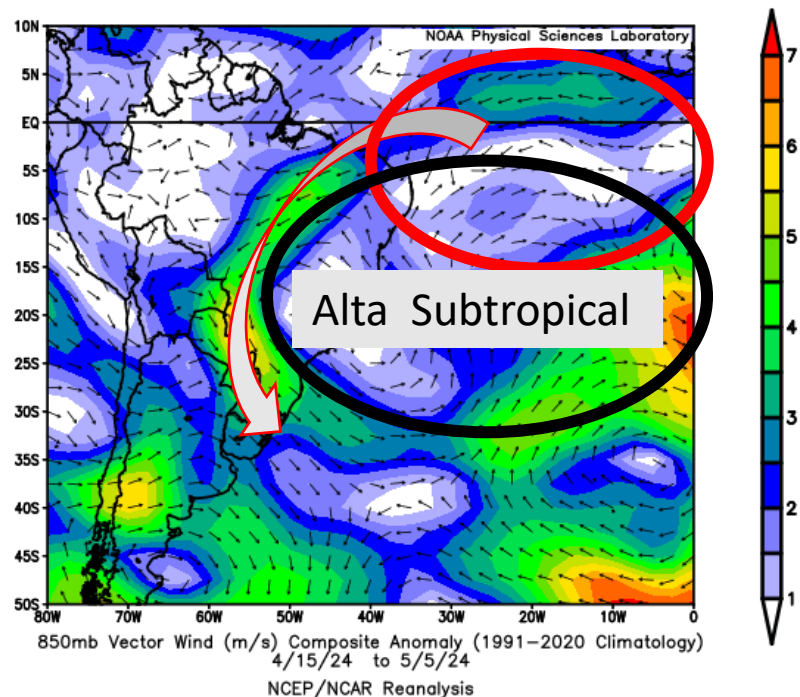 NOAA Physical Sciences Laboratory
10N
5N
EQ
5S
10S
15S
20S
25S
30S
35S
40S
45S
50S
80W 70W 60W 50W 40W 30W 20W 10W 0
Alta Subtropical
7
6
5
4
3
2
1
850mb Vector Wind (m/s) Composite Anomaly (1991-2020 Climatology)
4/15/24 to 5/5/24
NCEP/NCAR Reanalysis